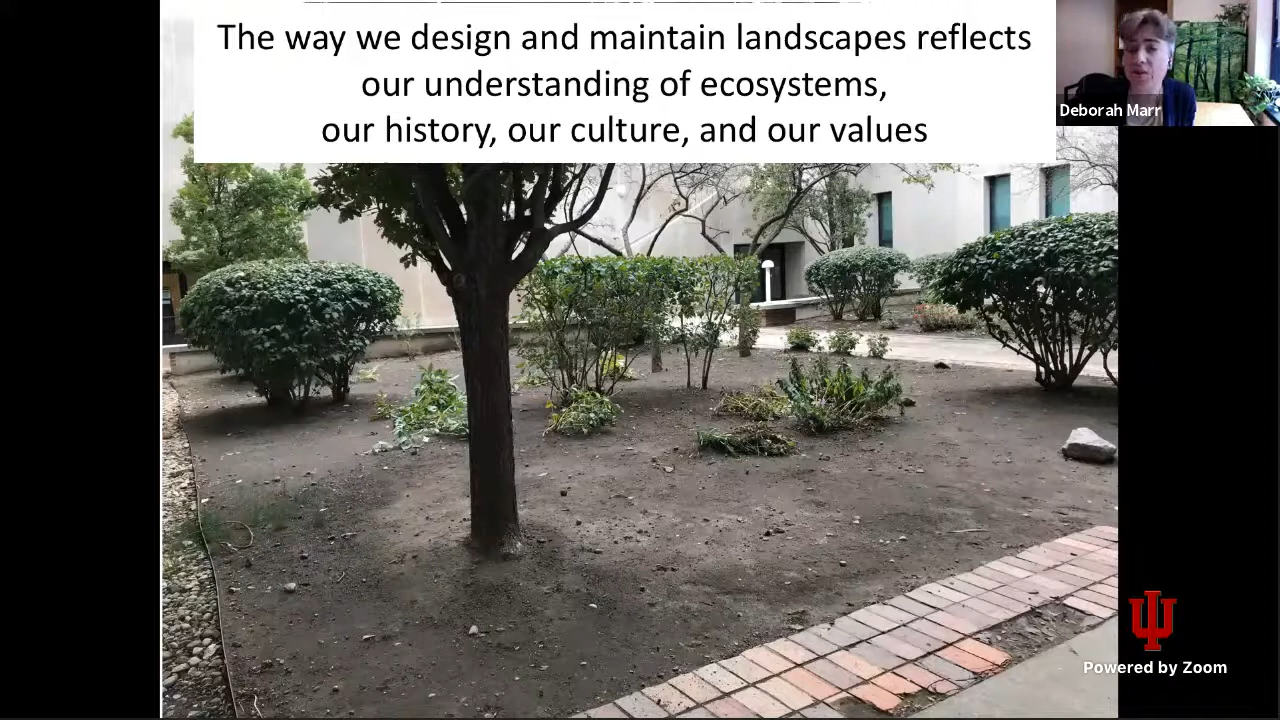 The way we design and maintain landscapes reflects
our understanding of ecosystems,
our history, our culture, and our values
Deborah Marr
Powered by Zoom